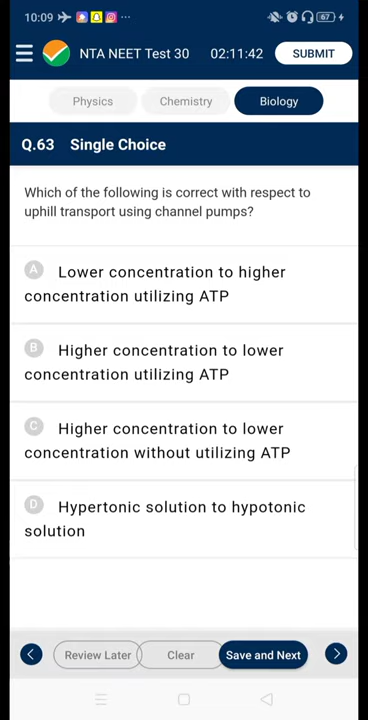 10:09
67
NTA NEET Test 30 02:11:42 SUBMIT
Physics Chemistry Biology
Q.63 Single Choice
Which of the following is correct with respect to
uphill transport using channel pumps?
A Lower concentration to higher
concentration utilizing ATP
B Higher concentration to lower
concentration utilizing ATP
C Higher concentration to lower
concentration without utilizing ATP
D Hypertonic solution to hypotonic
solution
Review Later Clear Save and Next